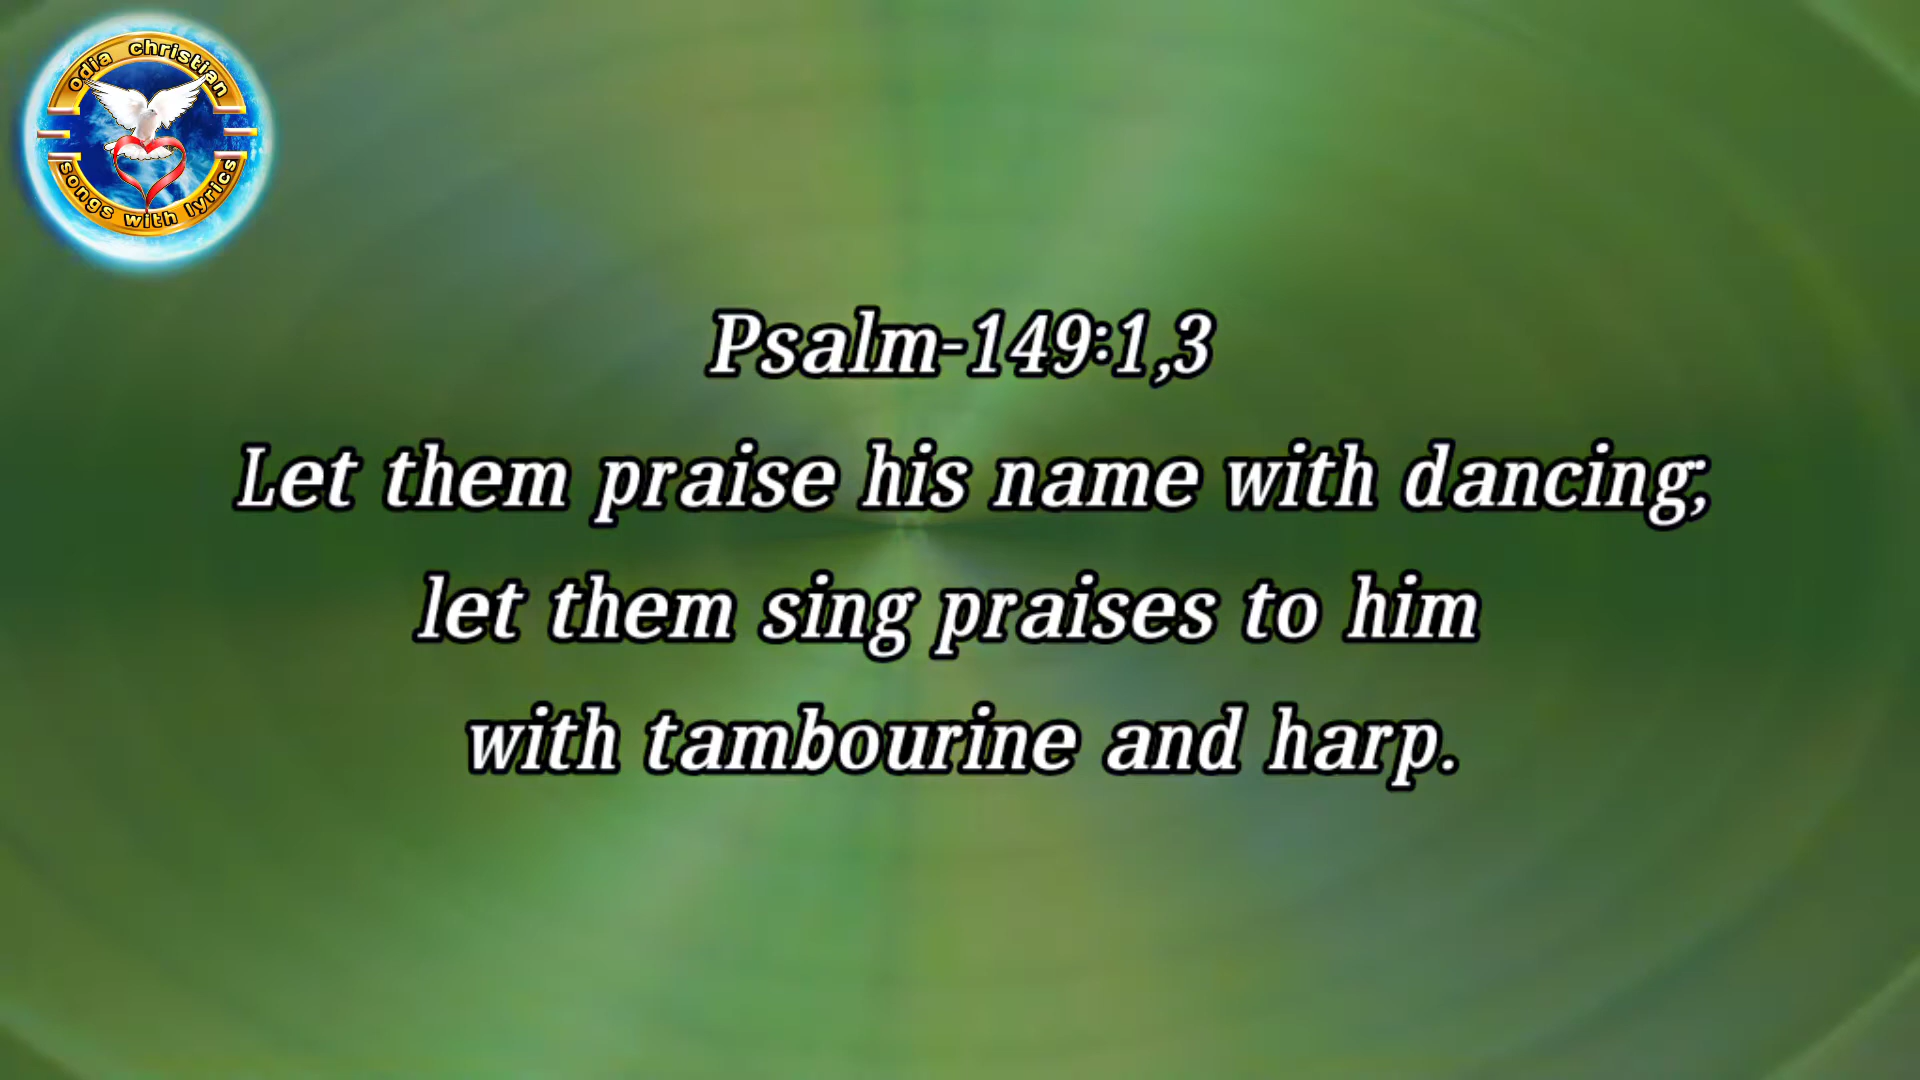 odia christian
songs with lyrics
Psalm-149:1,3
Let them praise his name with dancing;
let them sing praises to him
with tambourine and harp.